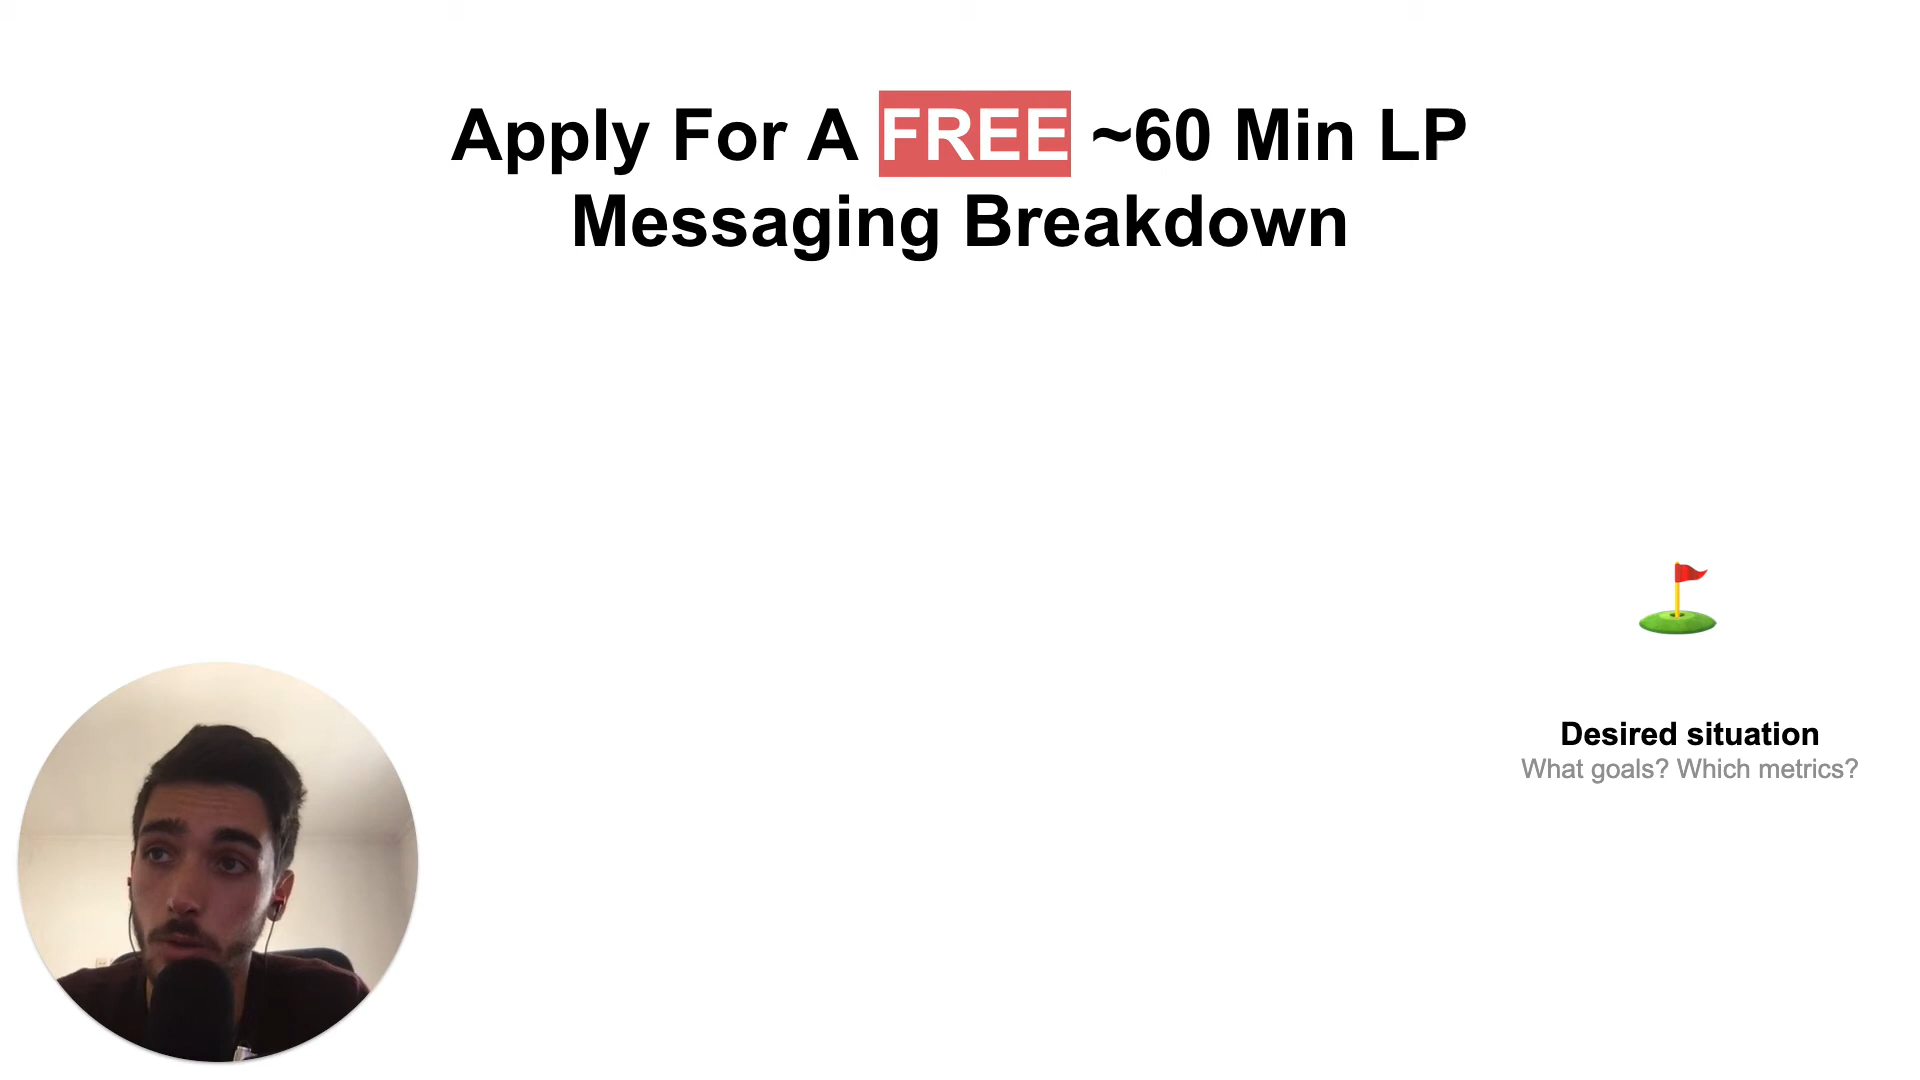 Apply For A FREE ~60 Min LP
Messaging Breakdown
Desired situation
What goals? Which metrics?